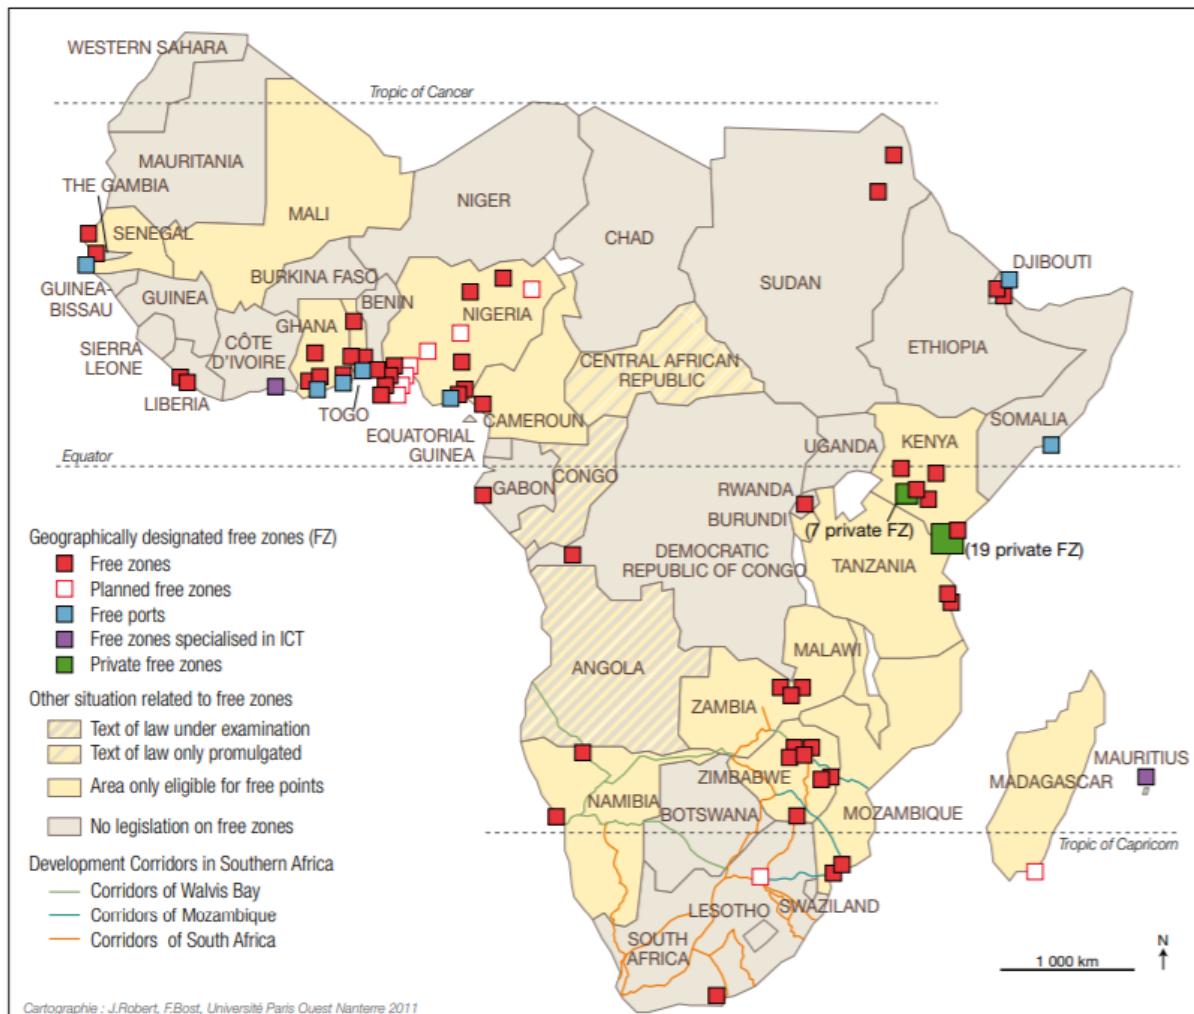 WESTERN SAHARA
Tropic of Cancer
MAURITANIA
THE GAMBIA
MALI
NIGER
CHAD
SENEGAL
SUDAN
DJIBOUTI
BURKINA FASO
GUINEA-
BISSAU
GUINEA
BENIN
NIGERIA
GHANA
CÔTE
D'IVOIRE
SIERRA
LEONE
ETHIOPIA
CENTRAL AFRICAN
REPUBLIC
LIBERIA
TOGO
CAMEROUN
SOMALIA
EQUATORIAL
GUINEA
UGANDA
KENYA
Equator
CONGO
GABON
RWANDA
BURUNDI
(7 private FZ)
(19 private FZ)
DEMOCRATIC
REPUBLIC OF CONGO
TANZANIA
Geographically designated free zones (FZ)
Free zones
Planned free zones
Free ports
Free zones specialised in ICT
Private free zones
Other situation related to free zones
Text of law under examination
Text of law only promulgated
Area only eligible for free points
No legislation on free zones
Development Corridors in Southern Africa
Corridors of Walvis Bay
Corridors of Mozambique
Corridors of South Africa
ANGOLA
MALAWI
ZAMBIA
MAURITIUS
ZIMBABWE
MADAGASCAR
NAMIBIA
BOTSWANA
MOZAMBIQUE
Tropic of Capricorn
SWAZILAND
LESOTHO
SOUTH
AFRICA
N
1 000 km
Cartographie : J.Robert, F.Bost, Université Paris Ouest Nanterre 2011